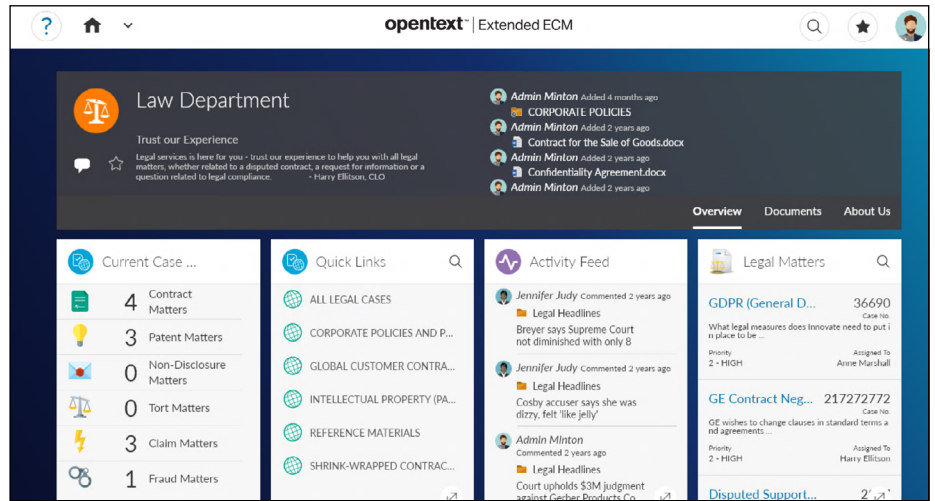 ?
opentext™ | Extended ECM
Law Department
Trust our Experience
Legal services is here for you - trust our experience to help you with all legal
matters, whether related to a disputed contract, a request for information or a
question related to legal compliance. - Harry Ellitson, CLO
Admin Minton Added 4 months ago
CORPORATE POLICIES
Admin Minton Added 2 years ago
Contract for the Sale of Goods.docx
Admin Minton Added 2 years ago
Confidentiality Agreement.docx
Admin Minton Added 2 years ago
Overview Documents About Us
Current Case ...
4 Contract
Matters
3 Patent Matters
0 Non-Disclosure
Matters
0 Tort Matters
3 Claim Matters
1 Fraud Matters
Quick Links
ALL LEGAL CASES
CORPORATE POLICIES AND P...
GLOBAL CUSTOMER CONTRA...
INTELLECTUAL PROPERTY (PA...
REFERENCE MATERIALS
SHRINK-WRAPPED CONTRAC...
Activity Feed
Jennifer Judy Commented 2 years ago
Legal Headlines
Breyer says Supreme Court
not diminished with only 8
Jennifer Judy Commented 2 years ago
Legal Headlines
Cosby accuser says she was
dizzy, felt 'like jelly'
Admin Minton
Commented 2 years ago
Legal Headlines
Court upholds $3M judgment
against Gerber Products Co
Legal Matters
GDPR (General D... 36690
Case No.
What legal measures does Innovate need to put i
n place to be ...
Priority Assigned To
2 - HIGH Anne Marshall
GE Contract Neg... 217272772
Case No.
GE wishes to change clauses in standard terms a
nd agreements ...
Priority Assigned To
2 - HIGH Harry Ellitson
Disputed Support...